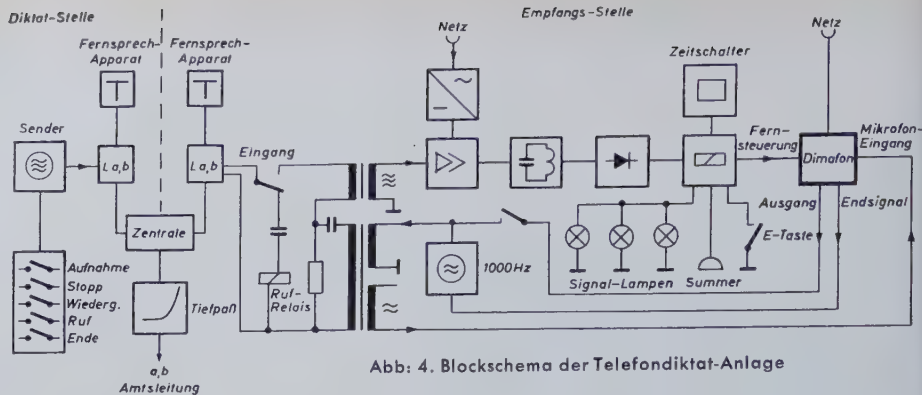 Diktat-Stelle
Empfangs-Stelle
Fernsprech-
Apparat
Fernsprech-
Apparat
Netz
Netz
Zeitschalter
Sender
L a,b
L a,b
Eingang
Fern-
steuerung
Mikrofon-
Eingang
Dimafon
Ausgang
Endsignal
Zentrale
E-Taste
Aufnahme
Stopp
Wiederg.
Ruf
Ende
Tiefpaß
Ruf-
Relais
1000Hz
Signal-Lampen
Summer
a,b
Amtsleitung
Abb: 4. Blockschema der Telefondiktat-Anlage